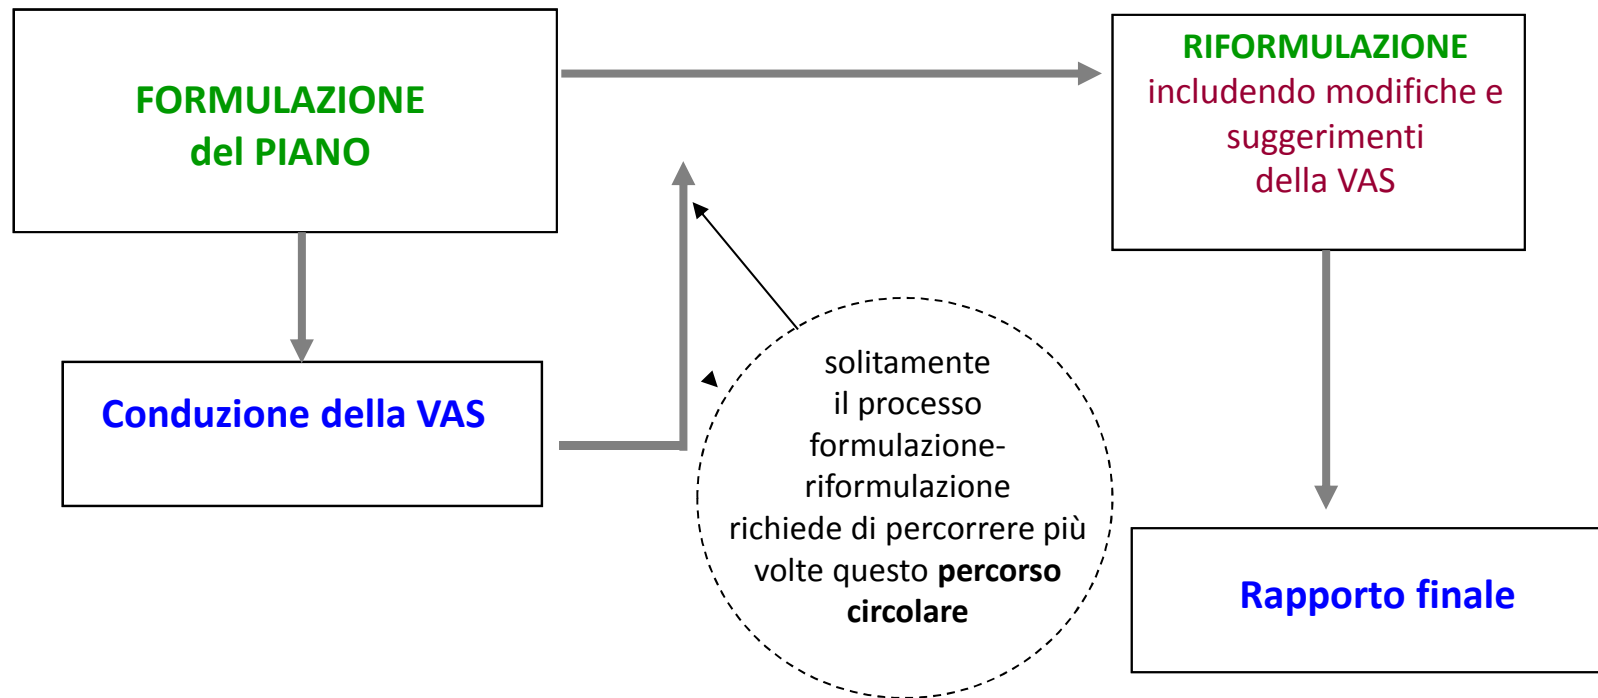 FORMULAZIONE
del PIANO
RIFORMULAZIONE
includendo modifiche e
suggerimenti
della VAS
Conduzione della VAS
solitamente
il processo
formulazione-
riformulazione
richiede di percorrere più
volte questo percorso
circolare
Rapporto finale